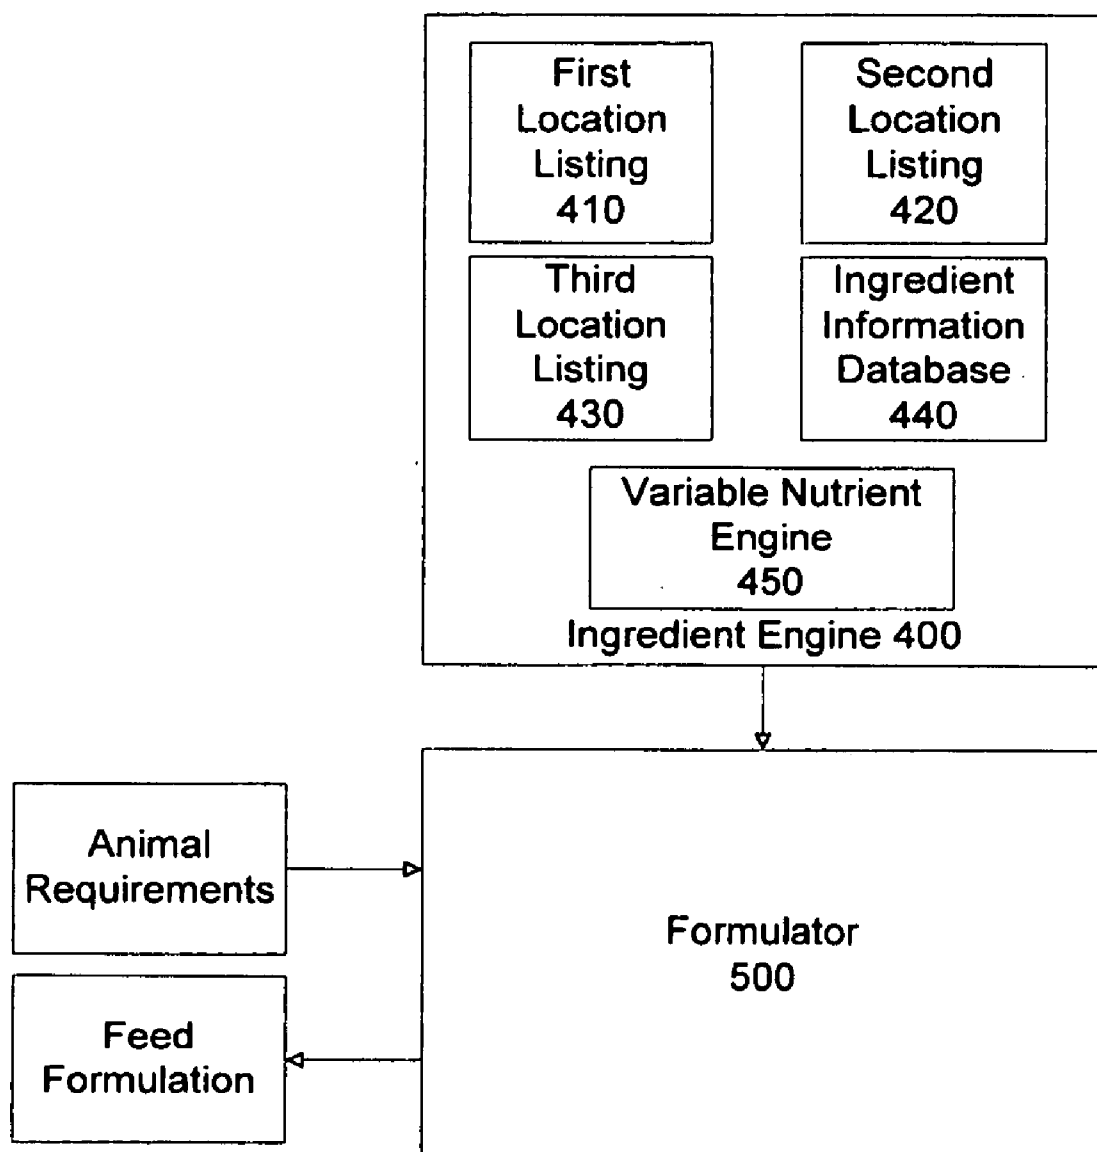 First
Location
Listing
410
Second
Location
Listing
420
Third
Location
Listing
430
Ingredient
Information
Database
440
Variable Nutrient
Engine
450
Ingredient Engine 400
Animal
Requirements
Formulator
500
Feed
Formulation